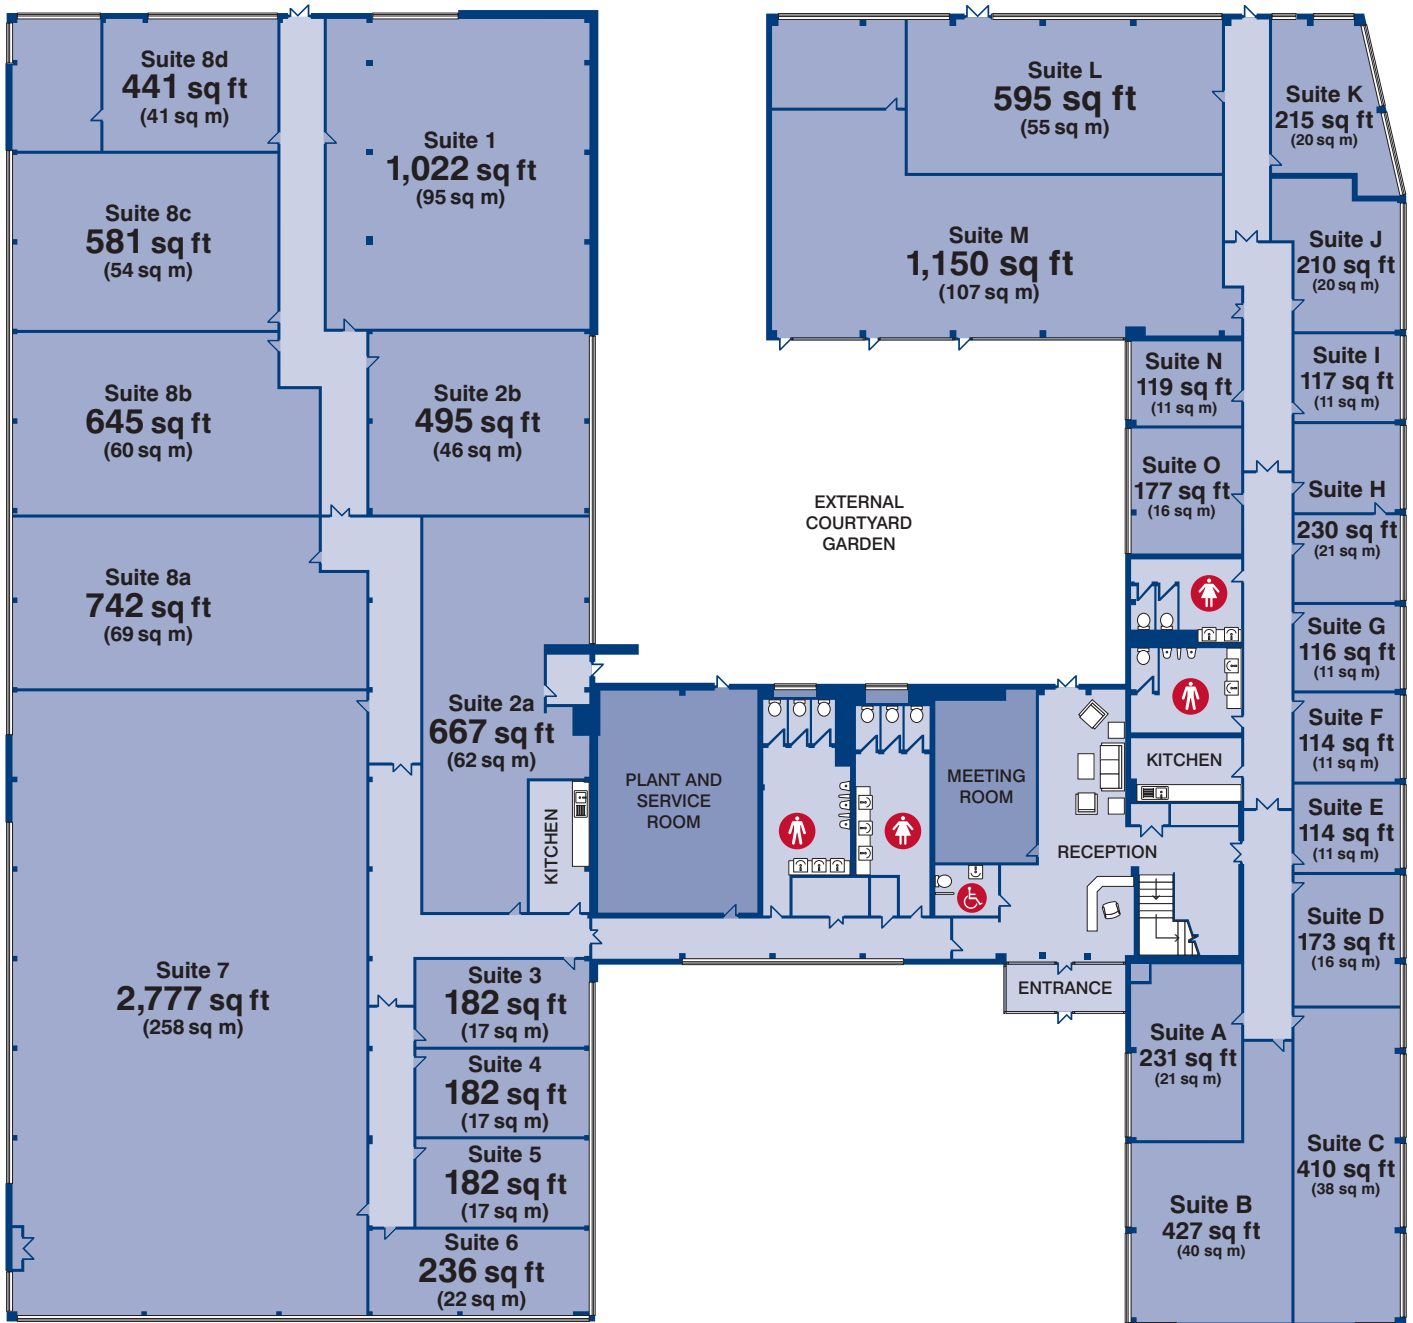 Suite 8d
441 sq ft
(41 sq m)
Suite 1
1,022 sq ft
(95 sq m)
Suite 8c
581 sq ft
(54 sq m)
Suite 8b
645 sq ft
(60 sq m)
Suite 2b
495 sq ft
(46 sq m)
Suite 8a
742 sq ft
(69 sq m)
Suite 2a
667 sq ft
(62 sq m)
KITCHEN
Suite 7
2,777 sq ft
(258 sq m)
Suite 3
182 sq ft
(17 sq m)
Suite 4
182 sq ft
(17 sq m)
Suite 5
182 sq ft
(17 sq m)
Suite 6
236 sq ft
(22 sq m)
PLANT AND
SERVICE
ROOM
MEETING
ROOM
RECEPTION
ENTRANCE
EXTERNAL
COURTYARD
GARDEN
Suite L
595 sq ft
(55 sq m)
Suite K
215 sq ft
(20 sq m)
Suite M
1,150 sq ft
(107 sq m)
Suite J
210 sq ft
(20 sq m)
Suite N
119 sq ft
(11 sq m)
Suite I
117 sq ft
(11 sq m)
Suite O
177 sq ft
(16 sq m)
Suite H
230 sq ft
(21 sq m)
Suite G
116 sq ft
(11 sq m)
Suite F
114 sq ft
(11 sq m)
KITCHEN
Suite E
114 sq ft
(11 sq m)
Suite D
173 sq ft
(16 sq m)
Suite A
231 sq ft
(21 sq m)
Suite C
410 sq ft
(38 sq m)
Suite B
427 sq ft
(40 sq m)